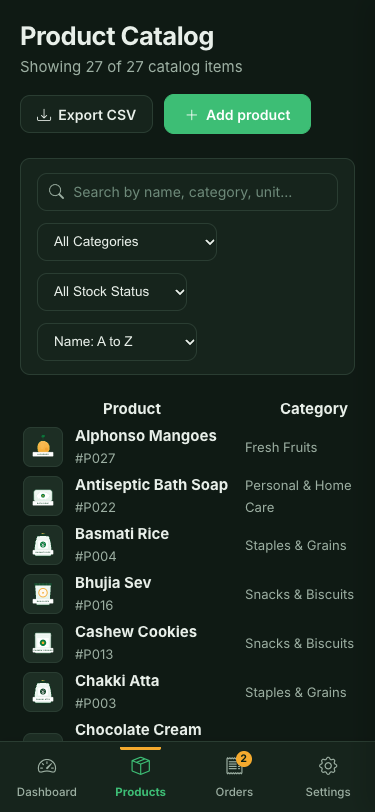 Product Catalog
Showing 27 of 27 catalog items
Export CSV
Add product
Search by name, category, unit...
All Categories
All Stock Status
Name: A to Z
Product Category
Alphonso Mangoes
#P027
Fresh Fruits
Antiseptic Bath Soap
#P022
Personal & Home
Care
Basmati Rice
#P004
Staples & Grains
Bhujia Sev
#P016
Snacks & Biscuits
Cashew Cookies
#P013
Snacks & Biscuits
Chakki Atta
#P003
Staples & Grains
Chocolate Cream
2
Dashboard Products Orders Settings